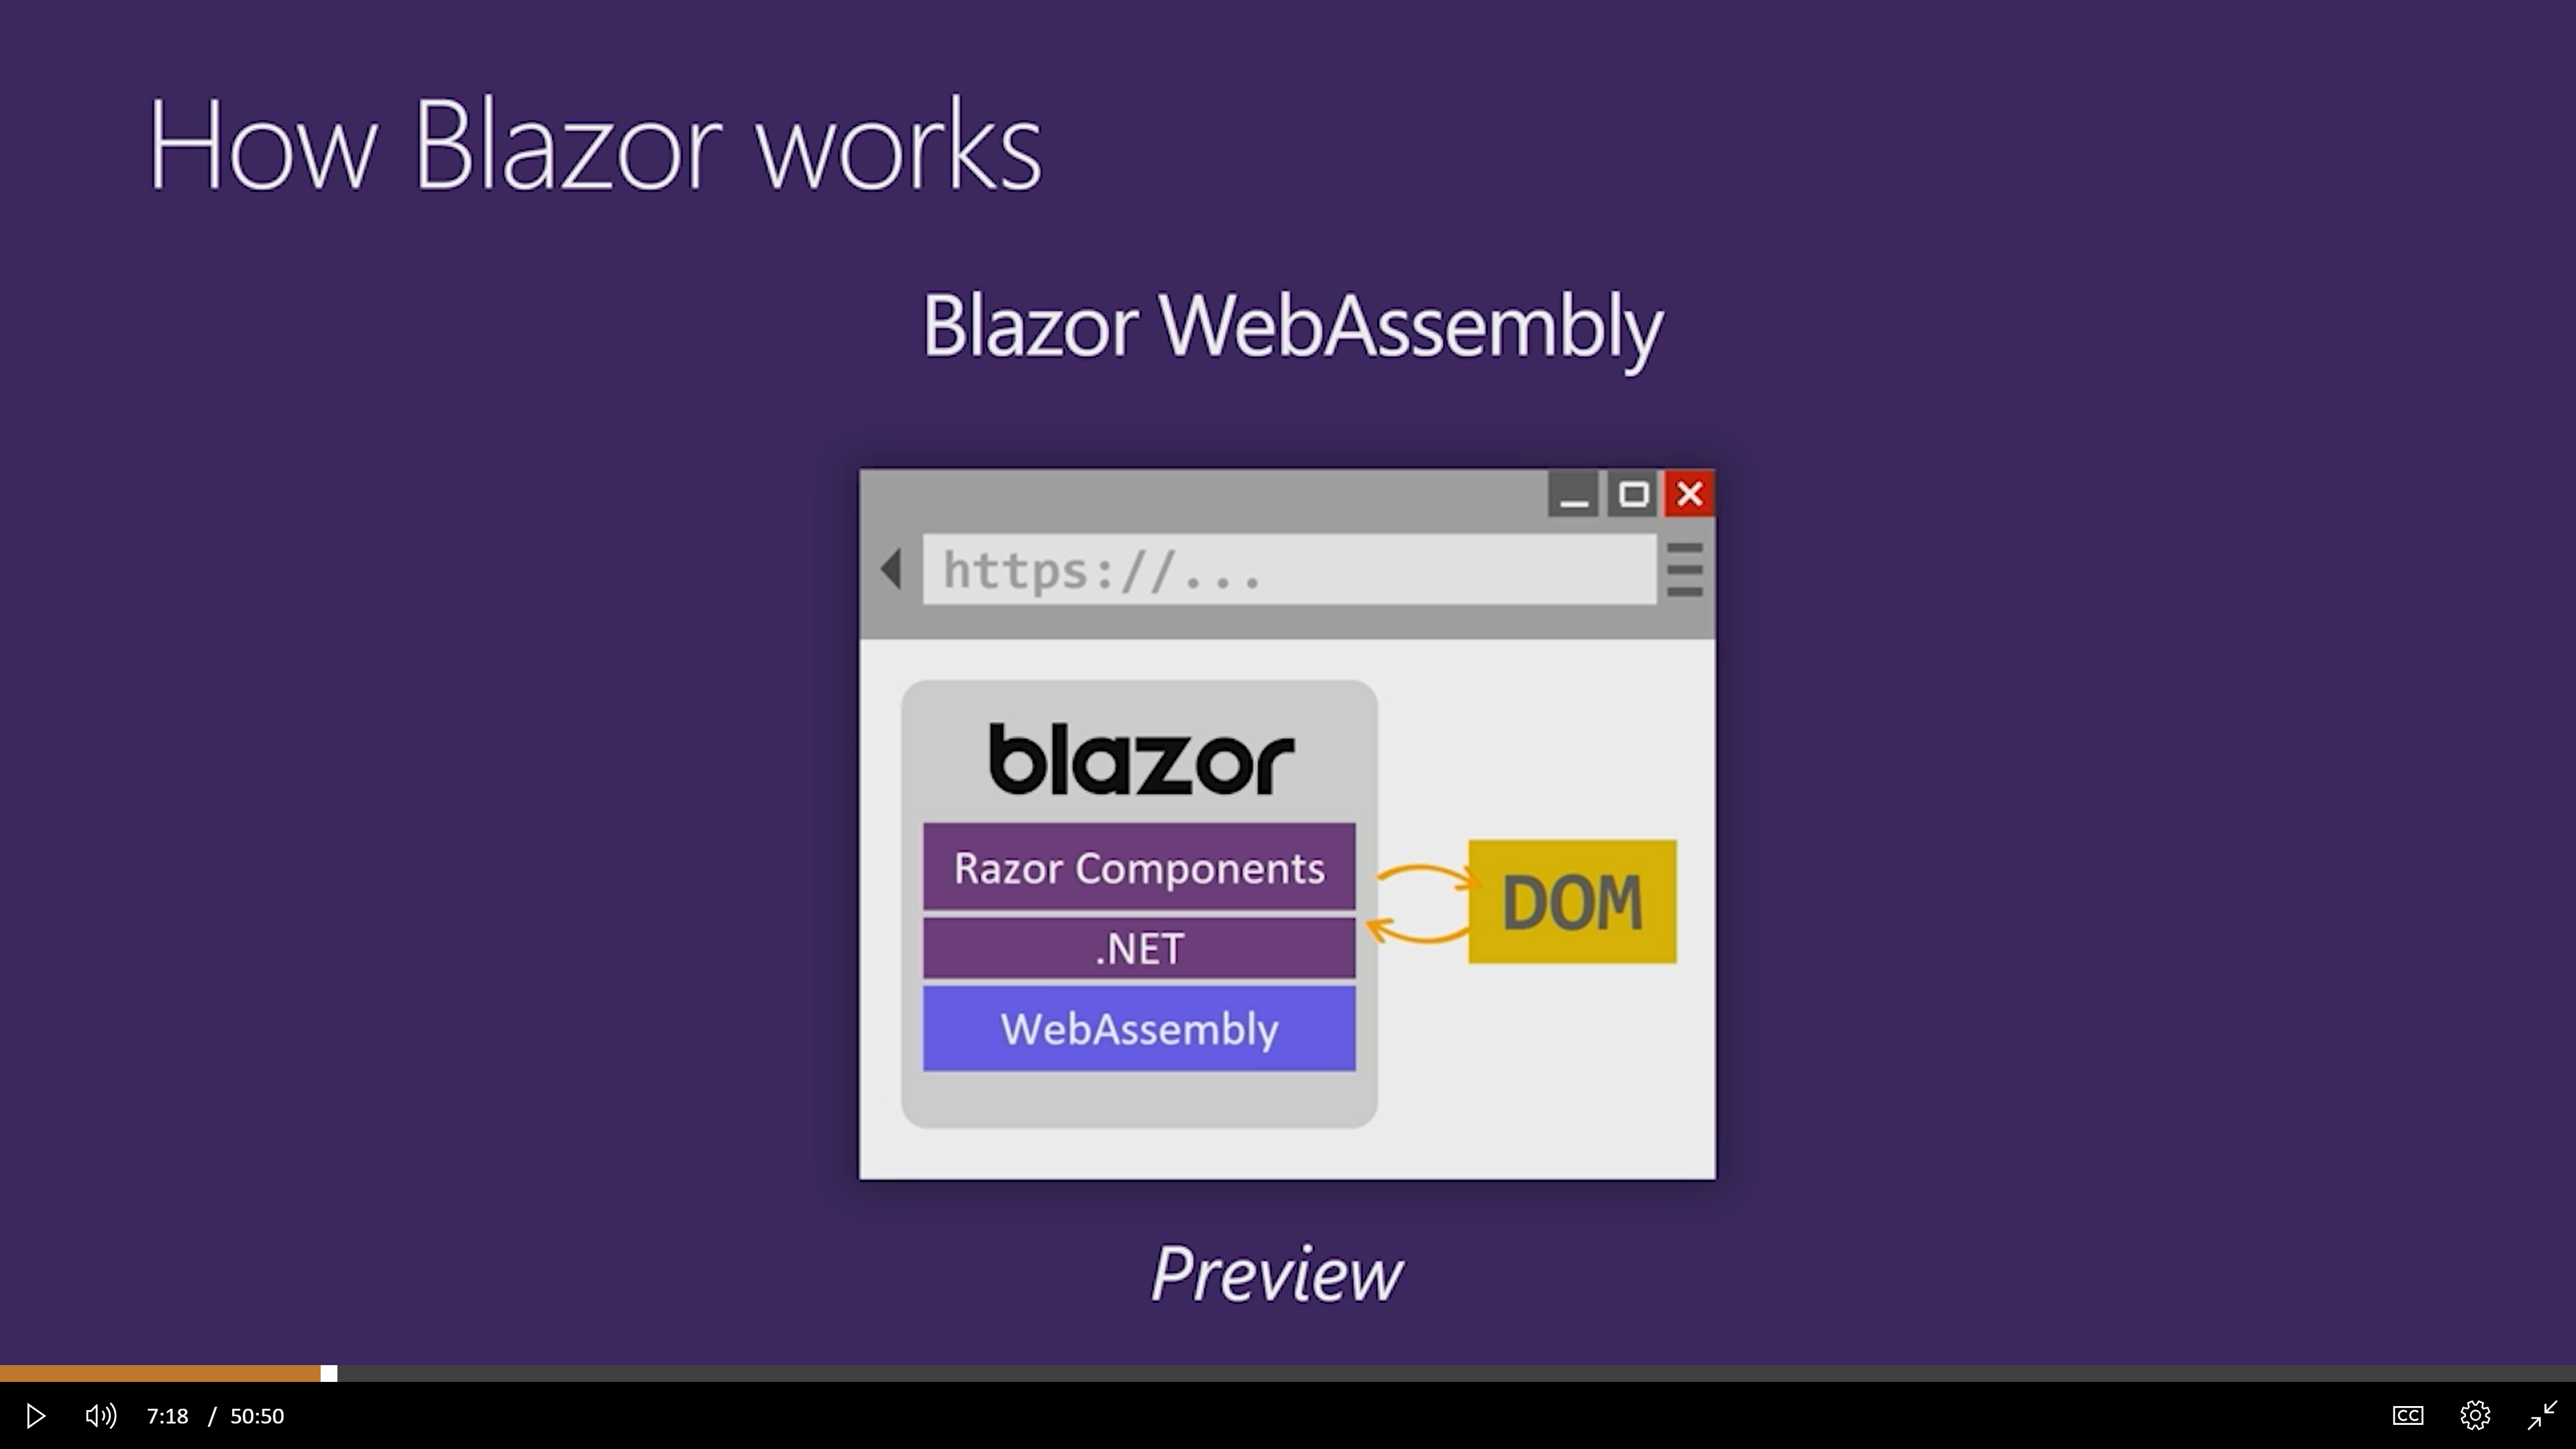 How Blazor works
Blazor WebAssembly
https://...
blazor
Razor Components
.NET
WebAssembly
DOM
Preview
7:18 / 50:50
CC